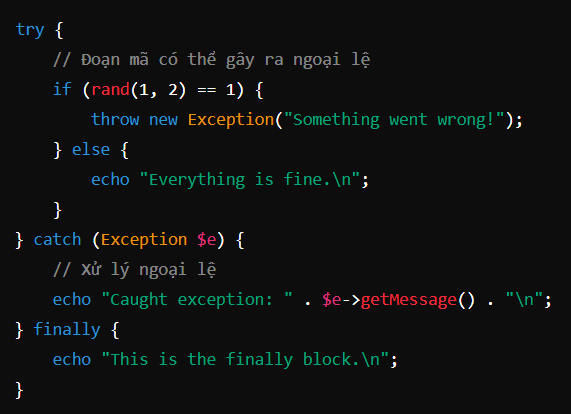 try {
    // Đoạn mã có thể gây ra ngoại lệ
    if (rand(1, 2) == 1) {
        throw new Exception("Something went wrong!");
    } else {
        echo "Everything is fine.\n";
    }
} catch (Exception $e) {
    // Xử lý ngoại lệ
    echo "Caught exception: " . $e->getMessage() . "\n";
} finally {
    echo "This is the finally block.\n";
}